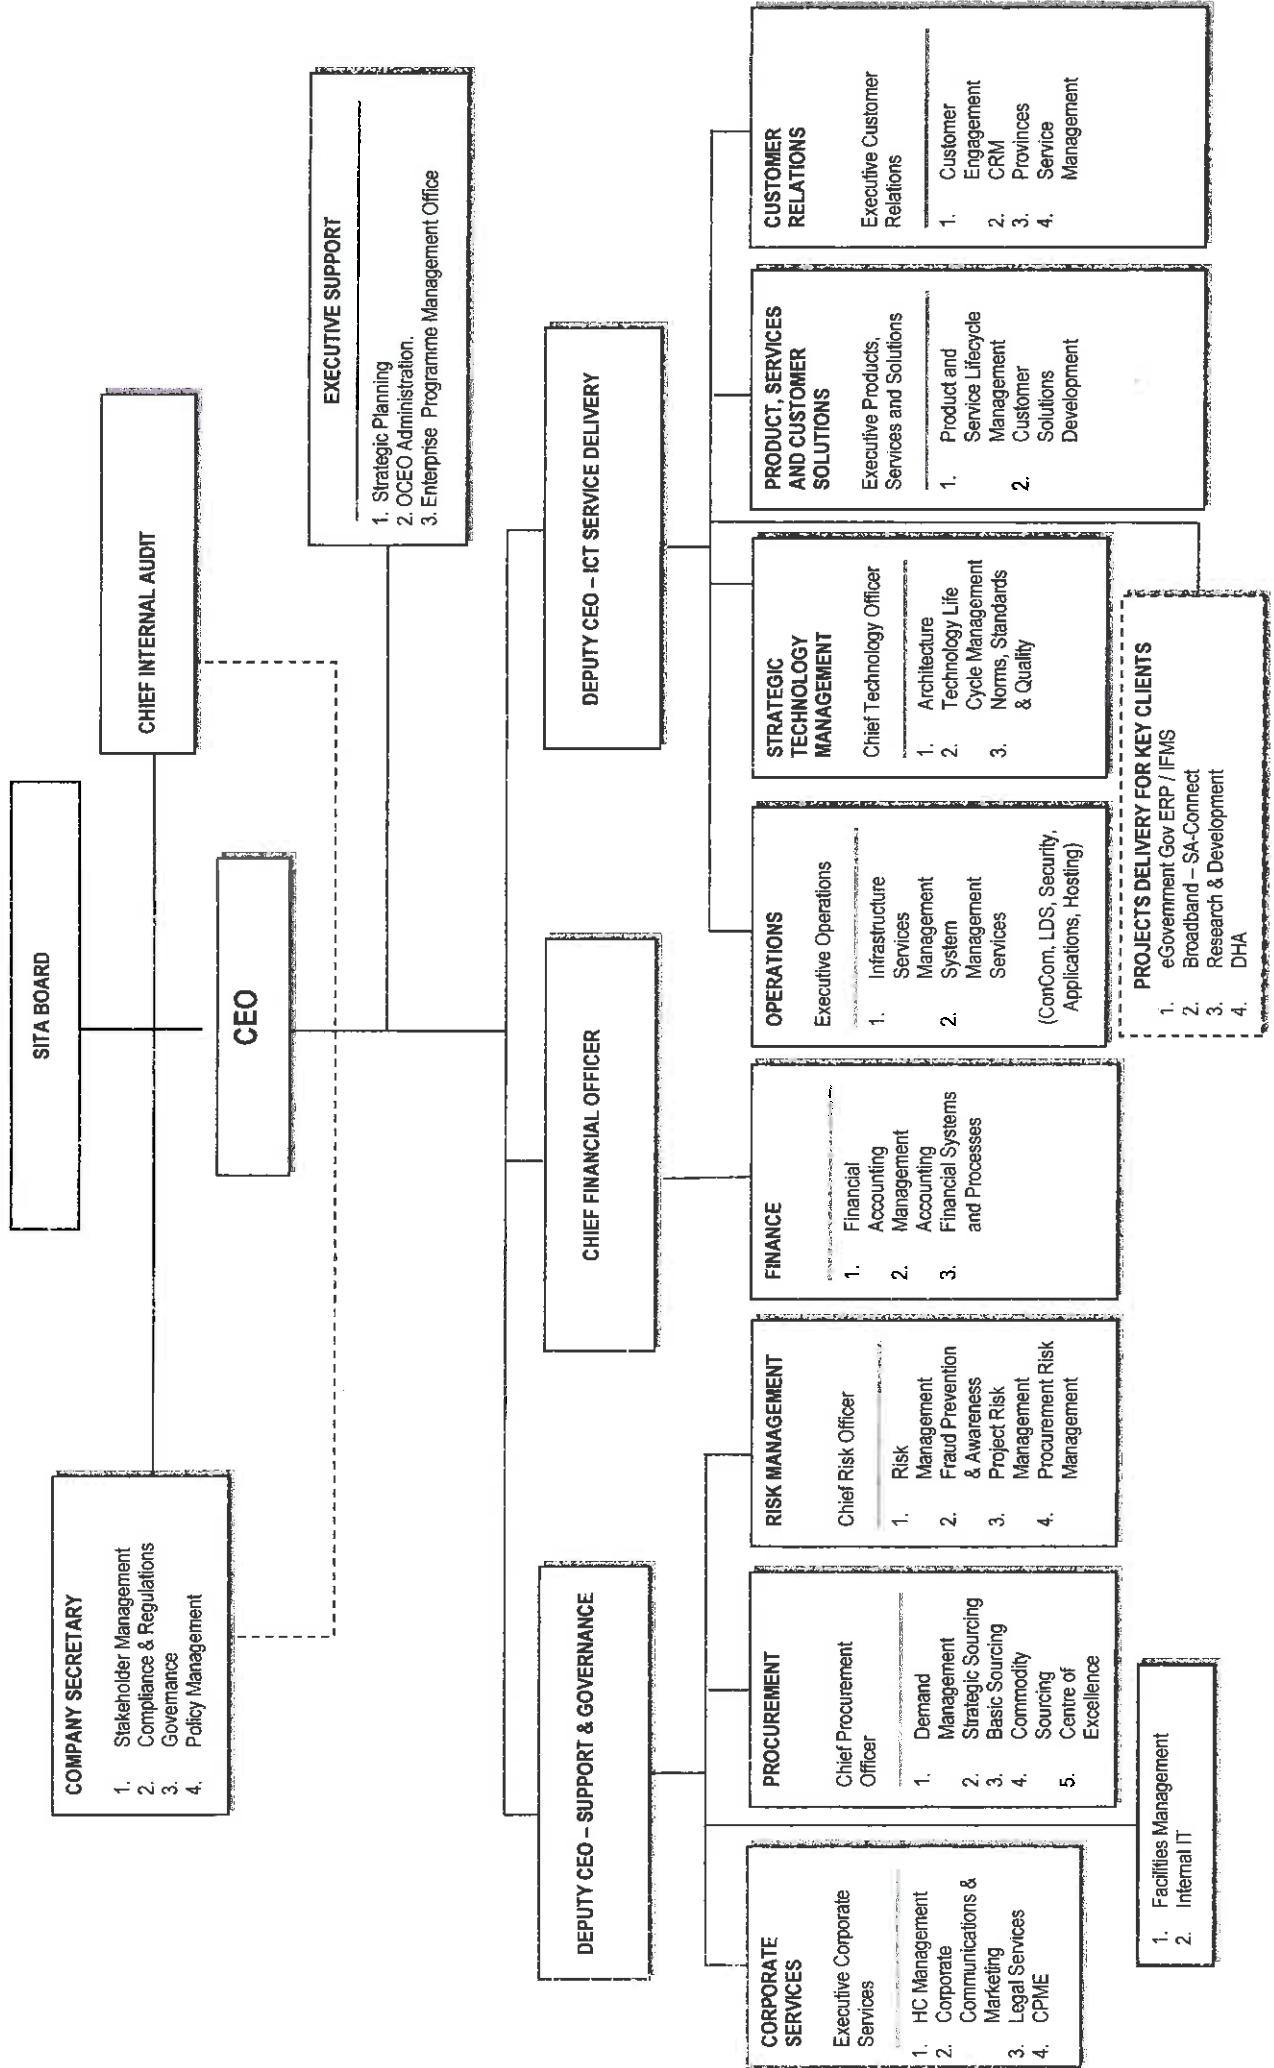 SITA BOARD
COMPANY SECRETARY
1. Stakeholder Management
2. Compliance & Regulations
3. Governance
4. Policy Management
CHIEF INTERNAL AUDIT
CEO
EXECUTIVE SUPPORT
1. Strategic Planning
2. OCEO Administration.
3. Enterprise Programme Management Office
DEPUTY CEO – SUPPORT & GOVERNANCE
CHIEF FINANCIAL OFFICER
DEPUTY CEO – ICT SERVICE DELIVERY
CORPORATE
SERVICES
Executive Corporate
Services
1. HC Management
2. Corporate
Communications &
Marketing
3. Legal Services
4. CPME
PROCUREMENT
Chief Procurement
Officer
1. Demand
Management
2. Strategic Sourcing
3. Basic Sourcing
4. Commodity
Sourcing
5. Centre of
Excellence
RISK MANAGEMENT
Chief Risk Officer
1. Risk
Management
2. Fraud Prevention
& Awareness
3. Project Risk
Management
4. Procurement Risk
Management
FINANCE
1. Financial
Accounting
2. Management
Accounting
3. Financial Systems
and Processes
OPERATIONS
Executive Operations
1. Infrastructure
Services
Management
2. System
Management
Services
(ConCom, LDS, Security,
Applications, Hosting)
STRATEGIC
TECHNOLOGY
MANAGEMENT
Chief Technology Officer
1. Architecture
2. Technology Life
Cycle Management
3. Norms, Standards
& Quality
PRODUCT, SERVICES
AND CUSTOMER
SOLUTIONS
Executive Products,
Services and Solutions
1. Product and
Service Lifecycle
Management
2. Customer
Solutions
Development
CUSTOMER
RELATIONS
Executive Customer
Relations
1. Customer
Engagement
2. CRM
3. Provinces
4. Service
Management
1. Facilities Management
2. Internal IT
PROJECTS DELIVERY FOR KEY CLIENTS
1. eGovernment Gov ERP / IFMS
2. Broadband – SA-Connect
3. Research & Development
4. DHA